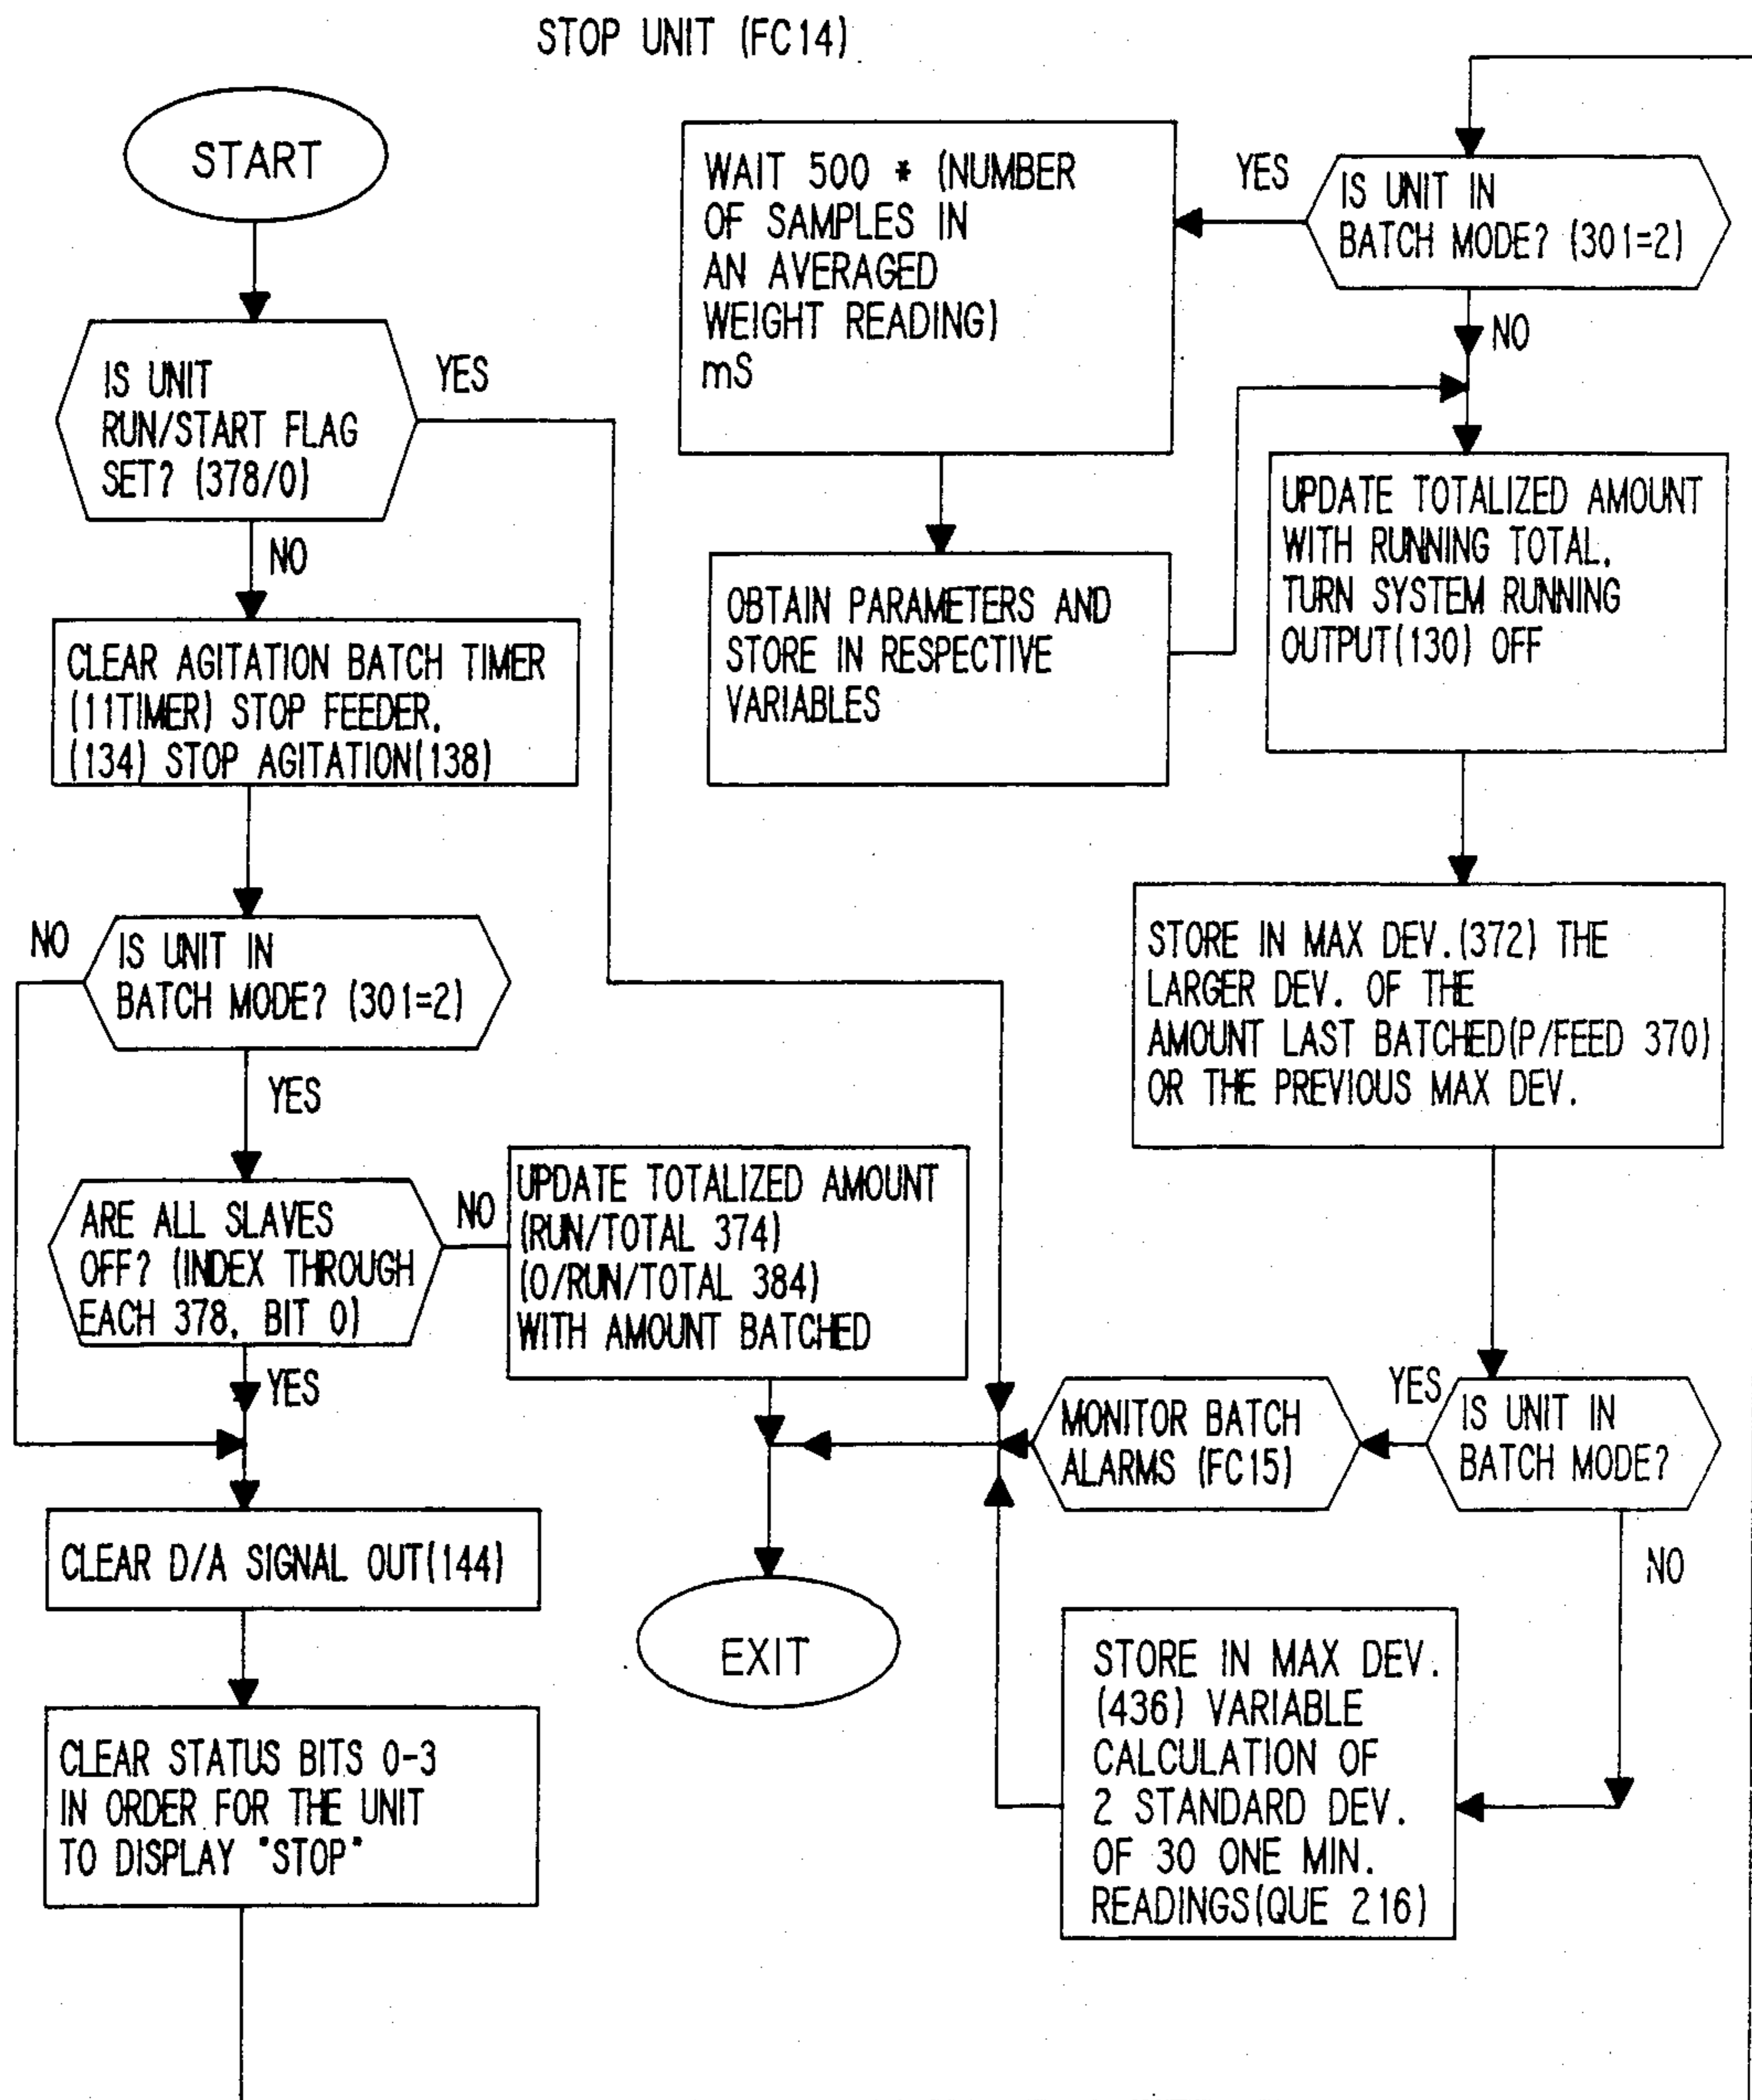 STOP UNIT (FC14)
START
IS UNIT
RUN/START FLAG
SET? (378/0)
YES
NO
CLEAR AGITATION BATCH TIMER
(11TIMER) STOP FEEDER.
(134) STOP AGITATION(138)
NO
IS UNIT IN
BATCH MODE? (301=2)
YES
ARE ALL SLAVES
OFF? (INDEX THROUGH
EACH 378, BIT 0)
NO
UPDATE TOTALIZED AMOUNT
(RUN/TOTAL 374)
(O/RUN/TOTAL 384)
WITH AMOUNT BATCHED
YES
CLEAR D/A SIGNAL OUT(144)
CLEAR STATUS BITS 0-3
IN ORDER FOR THE UNIT
TO DISPLAY "STOP"
IS UNIT IN
BATCH MODE? (301=2)
YES
WAIT 500 * (NUMBER
OF SAMPLES IN
AN AVERAGED
WEIGHT READING)
mS
OBTAIN PARAMETERS AND
STORE IN RESPECTIVE
VARIABLES
NO
UPDATE TOTALIZED AMOUNT
WITH RUNNING TOTAL.
TURN SYSTEM RUNNING
OUTPUT(130) OFF
STORE IN MAX DEV.(372) THE
LARGER DEV. OF THE
AMOUNT LAST BATCHED(P/FEED 370)
OR THE PREVIOUS MAX DEV.
IS UNIT IN
BATCH MODE?
YES
MONITOR BATCH
ALARMS (FC15)
NO
STORE IN MAX DEV.
(436) VARIABLE
CALCULATION OF
2 STANDARD DEV.
OF 30 ONE MIN.
READINGS(QUE 216)
EXIT